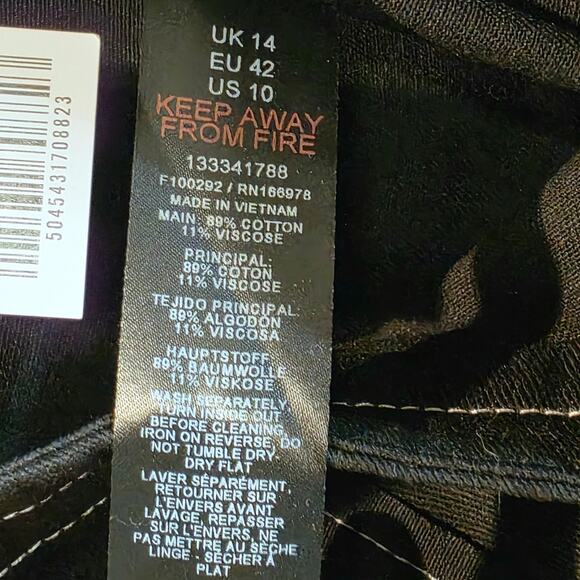 UK 14
EU 42
US 10
KEEP AWAY
FROM FIRE
133341788
F100292 / RN166978
MADE IN VIETNAM
MAIN: 89% COTTON
11% VISCOSE
PRINCIPAL:
89% COTON
11% VISCOSE
TEJIDO PRINCIPAL:
89% ALGODÓN
11% VISCOSA
HAUPTSTOFF:
89% BAUMWOLLE
11% VISKOSE
WASH SEPARATELY,
TURN INSIDE OUT
BEFORE CLEANING,
IRON ON REVERSE, DO
NOT TUMBLE DRY,
DRY FLAT
LAVER SÉPARÉMENT,
RETOURNER SUR
L'ENVERS AVANT
LAVAGE, REPASSER
SUR L'ENVERS, NE
PAS METTRE AU SÈCHE
LINGE - SÉCHER À
PLAT
5045431708823